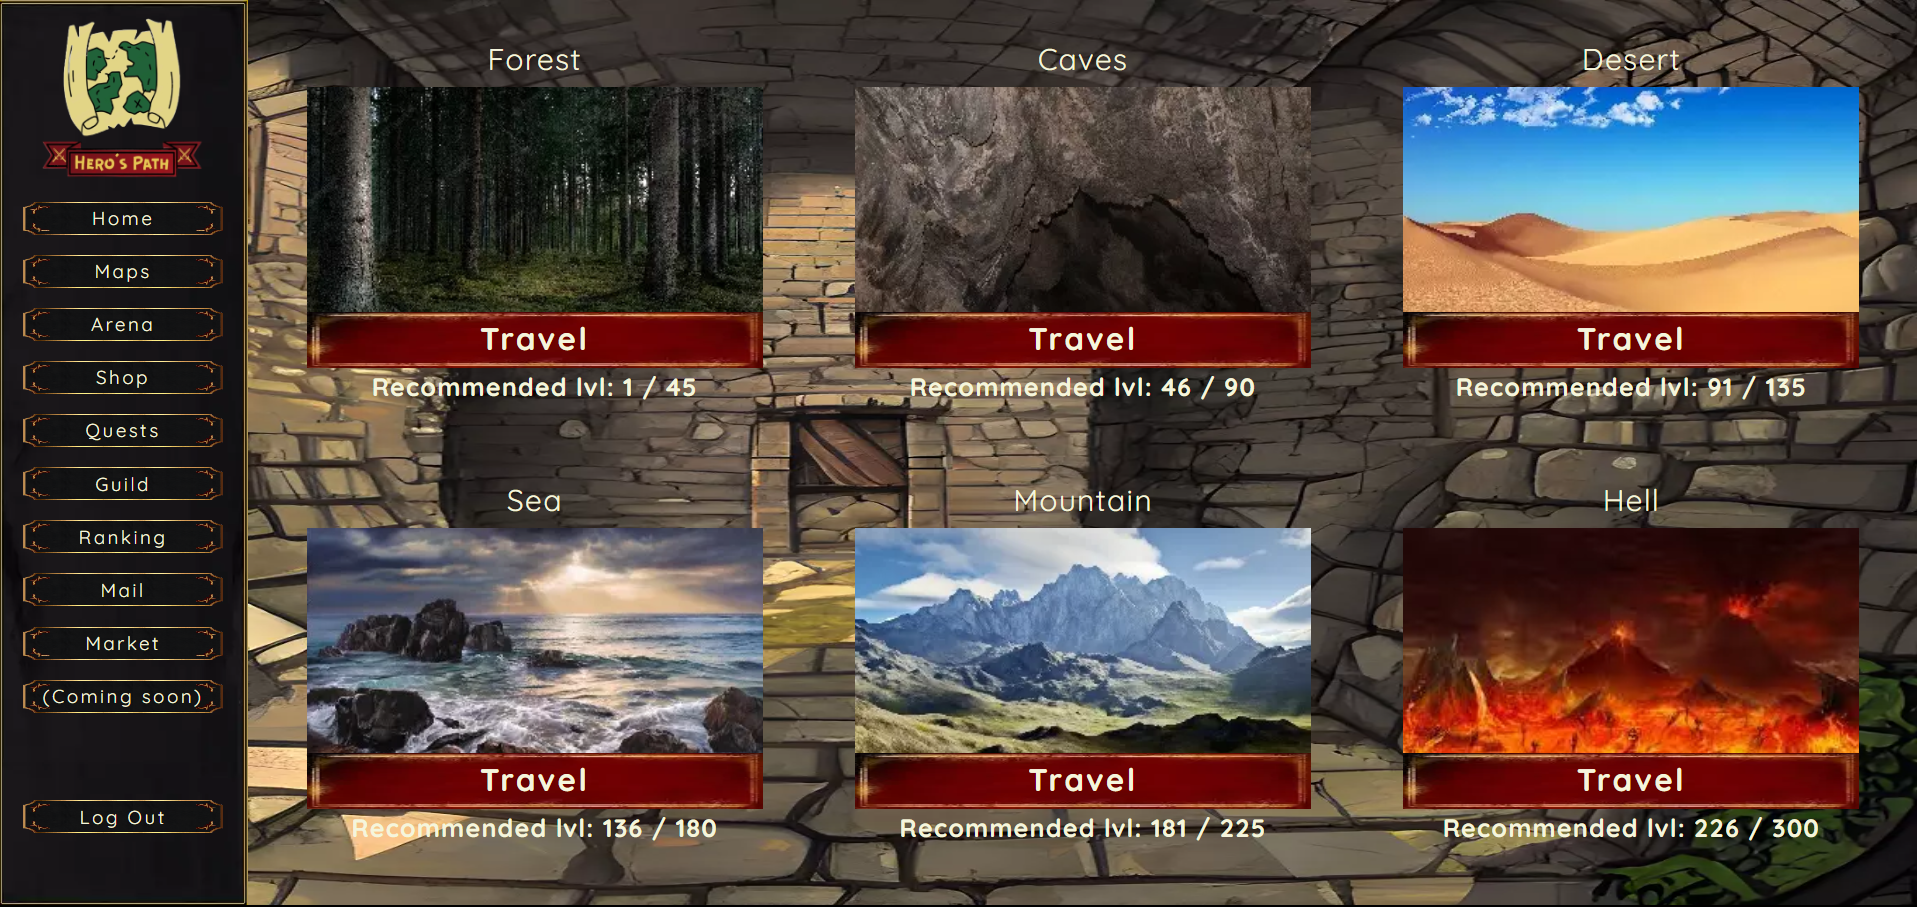 HERO'S PATH
Home
Maps
Arena
Shop
Quests
Guild
Ranking
Mail
Market
(Coming soon)
Log Out
Forest
Travel
Recommended lvl: 1 / 45
Caves
Travel
Recommended lvl: 46 / 90
Desert
Travel
Recommended lvl: 91 / 135
Sea
Travel
Recommended lvl: 136 / 180
Mountain
Travel
Recommended lvl: 181 / 225
Hell
Travel
Recommended lvl: 226 / 300